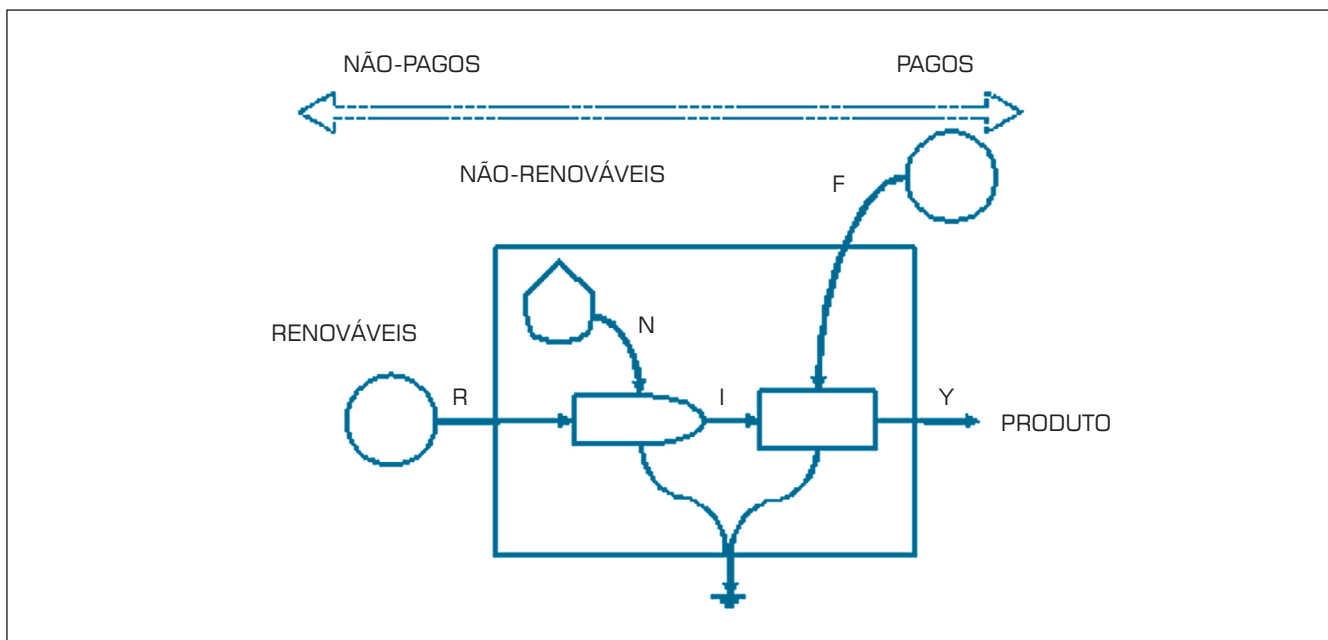 NÃO-PAGOS PAGOS
NÃO-RENOVÁVEIS
F
N
RENOVÁVEIS
R I Y
PRODUTO